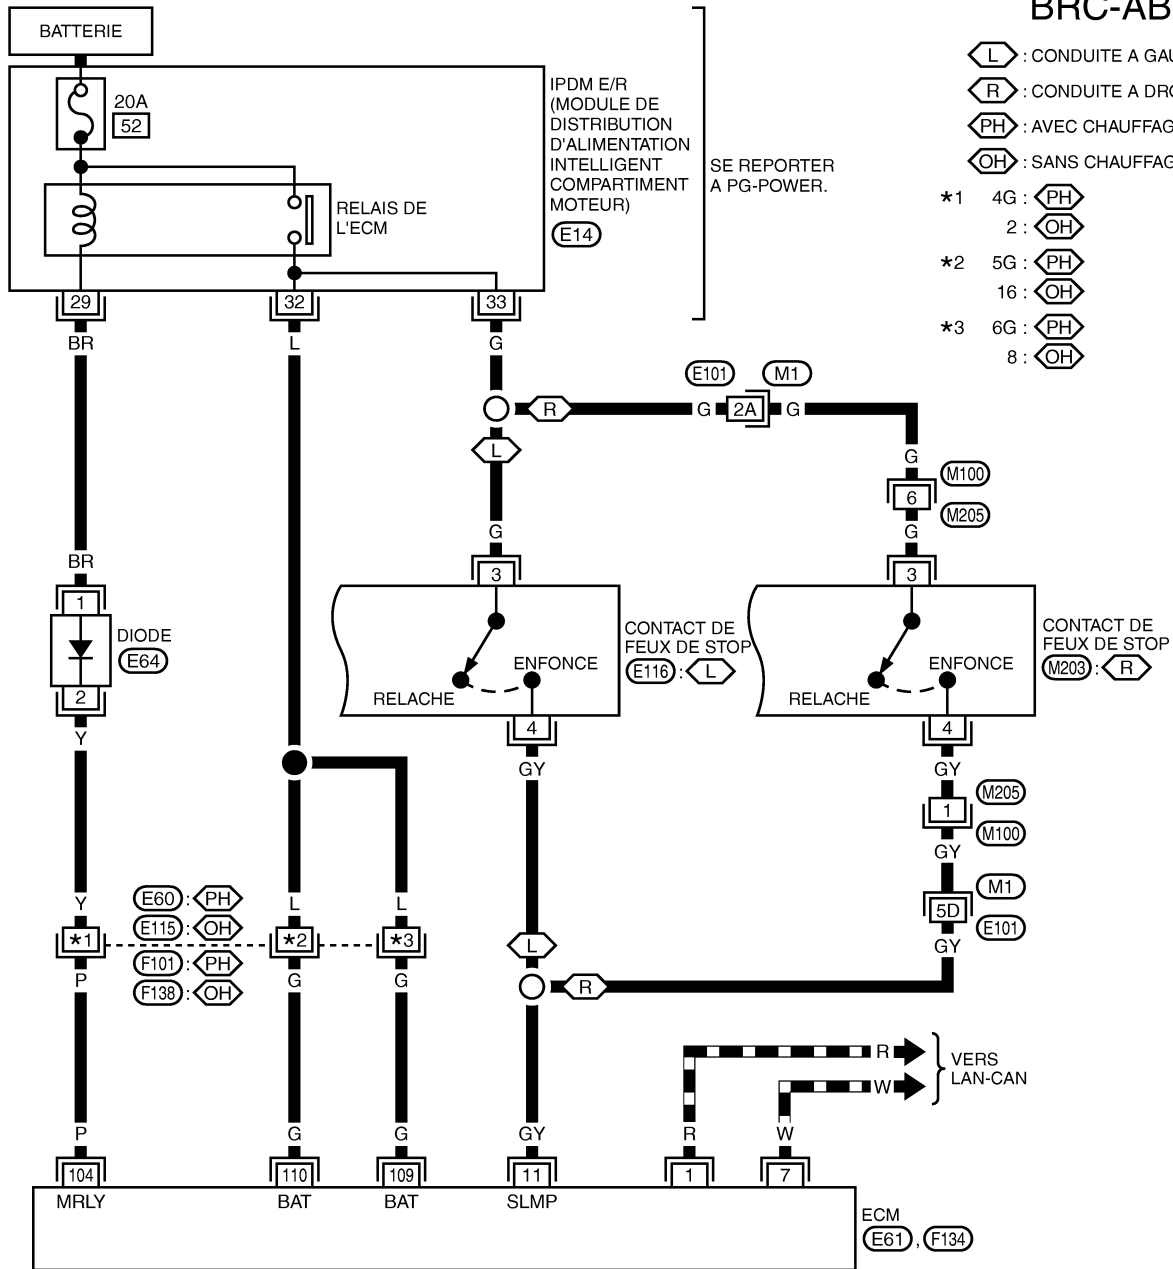 BRC-AB
BATTERIE
20A
52
IPDM E/R
(MODULE DE
DISTRIBUTION
D'ALIMENTATION
INTELLIGENT
COMPARTIMENT
MOTEUR)
E14
SE REPORTER
A PG-POWER.
RELAIS DE
L'ECM
L : CONDUITE A GAU
R : CONDUITE A DRO
PH : AVEC CHAUFFAG
OH : SANS CHAUFFAG
*1 4G : PH
2 : OH
*2 5G : PH
16 : OH
*3 6G : PH
8 : OH
29 32 33
BR L G
E101 M1
R G 2A G
L
G
M100
6
M205
BR G G
1 3 3
DIODE
E64
2
Y
CONTACT DE
FEUX DE STOP
E116 : L
ENFONCE
RELACHE
4
GY
CONTACT DE
FEUX DE STOP
M203 : R
ENFONCE
RELACHE
4
GY
M205
1
M100
GY
M1
5D
E101
GY
Y L L
E60 : PH
E115 : OH
*1 *2 *3
F101 : PH
F138 : OH
P G G
L
R
R
W
VERS
LAN-CAN
P G G GY R W
104 110 109 11 1 7
MRLY BAT BAT SLMP
ECM
E61 , F134